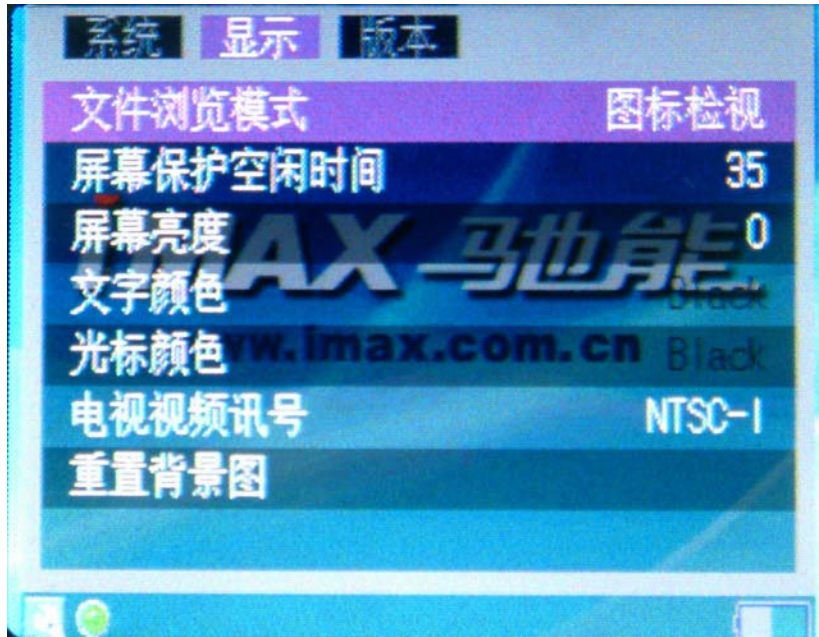 系统 显示 版本
文件浏览模式 图标检视
屏幕保护空闲时间 35
屏幕亮度 0
iMAX 驰能
文字颜色 Black
www.imax.com.cn
光标颜色 Black
电视视频讯号 NTSC-I
重置背景图